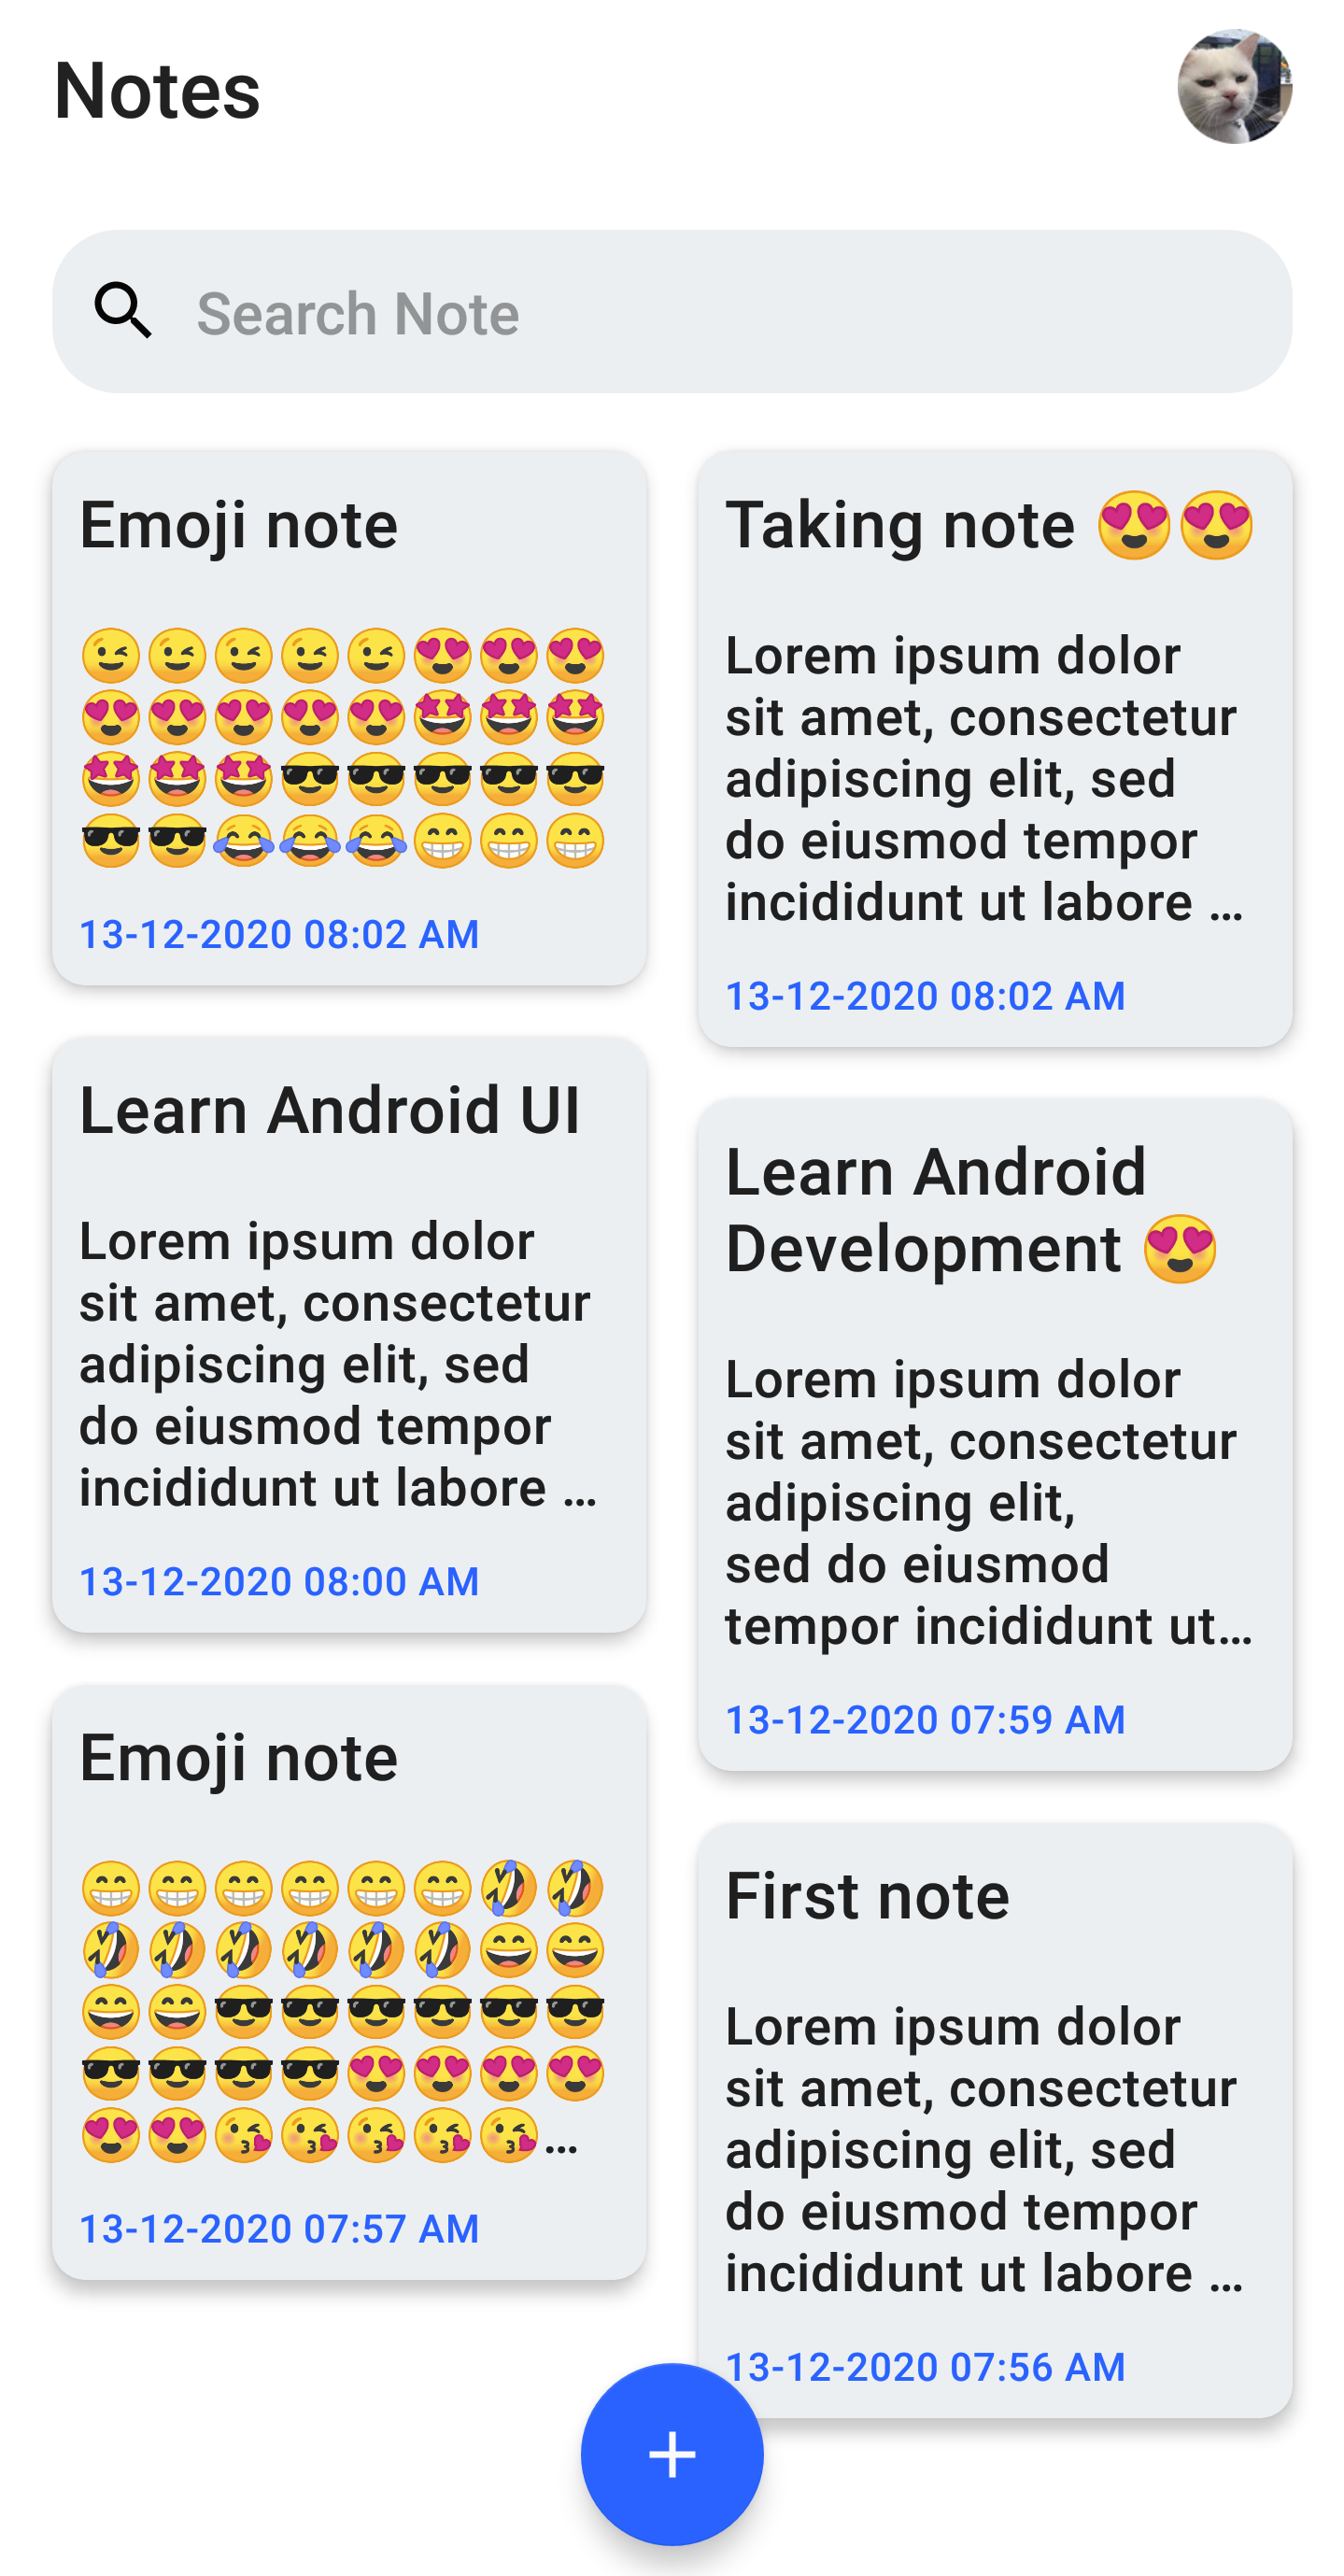 Notes
Search Note
Emoji note
😉😉😉😉😉😍😍😍
😍😍😍😍😍🤩🤩🤩
🤩🤩🤩😎😎😎😎😎
😎😎😂😂😂😁😁😁
13-12-2020 08:02 AM
Taking note 😍😍
Lorem ipsum dolor
sit amet, consectetur
adipiscing elit, sed
do eiusmod tempor
incididunt ut labore ...
13-12-2020 08:02 AM
Learn Android UI
Lorem ipsum dolor
sit amet, consectetur
adipiscing elit, sed
do eiusmod tempor
incididunt ut labore ...
13-12-2020 08:00 AM
Learn Android
Development 😍
Lorem ipsum dolor
sit amet, consectetur
adipiscing elit,
sed do eiusmod
tempor incididunt ut...
13-12-2020 07:59 AM
Emoji note
😁😁😁😁😁😁🤣🤣
🤣🤣🤣🤣🤣🤣😄😄
😄😄😎😎😎😎😎😎
😎😎😎😎😍😍😍😍
😍😍😘😘😘😘😘...
13-12-2020 07:57 AM
First note
Lorem ipsum dolor
sit amet, consectetur
adipiscing elit, sed
do eiusmod tempor
incididunt ut labore ...
13-12-2020 07:56 AM
+